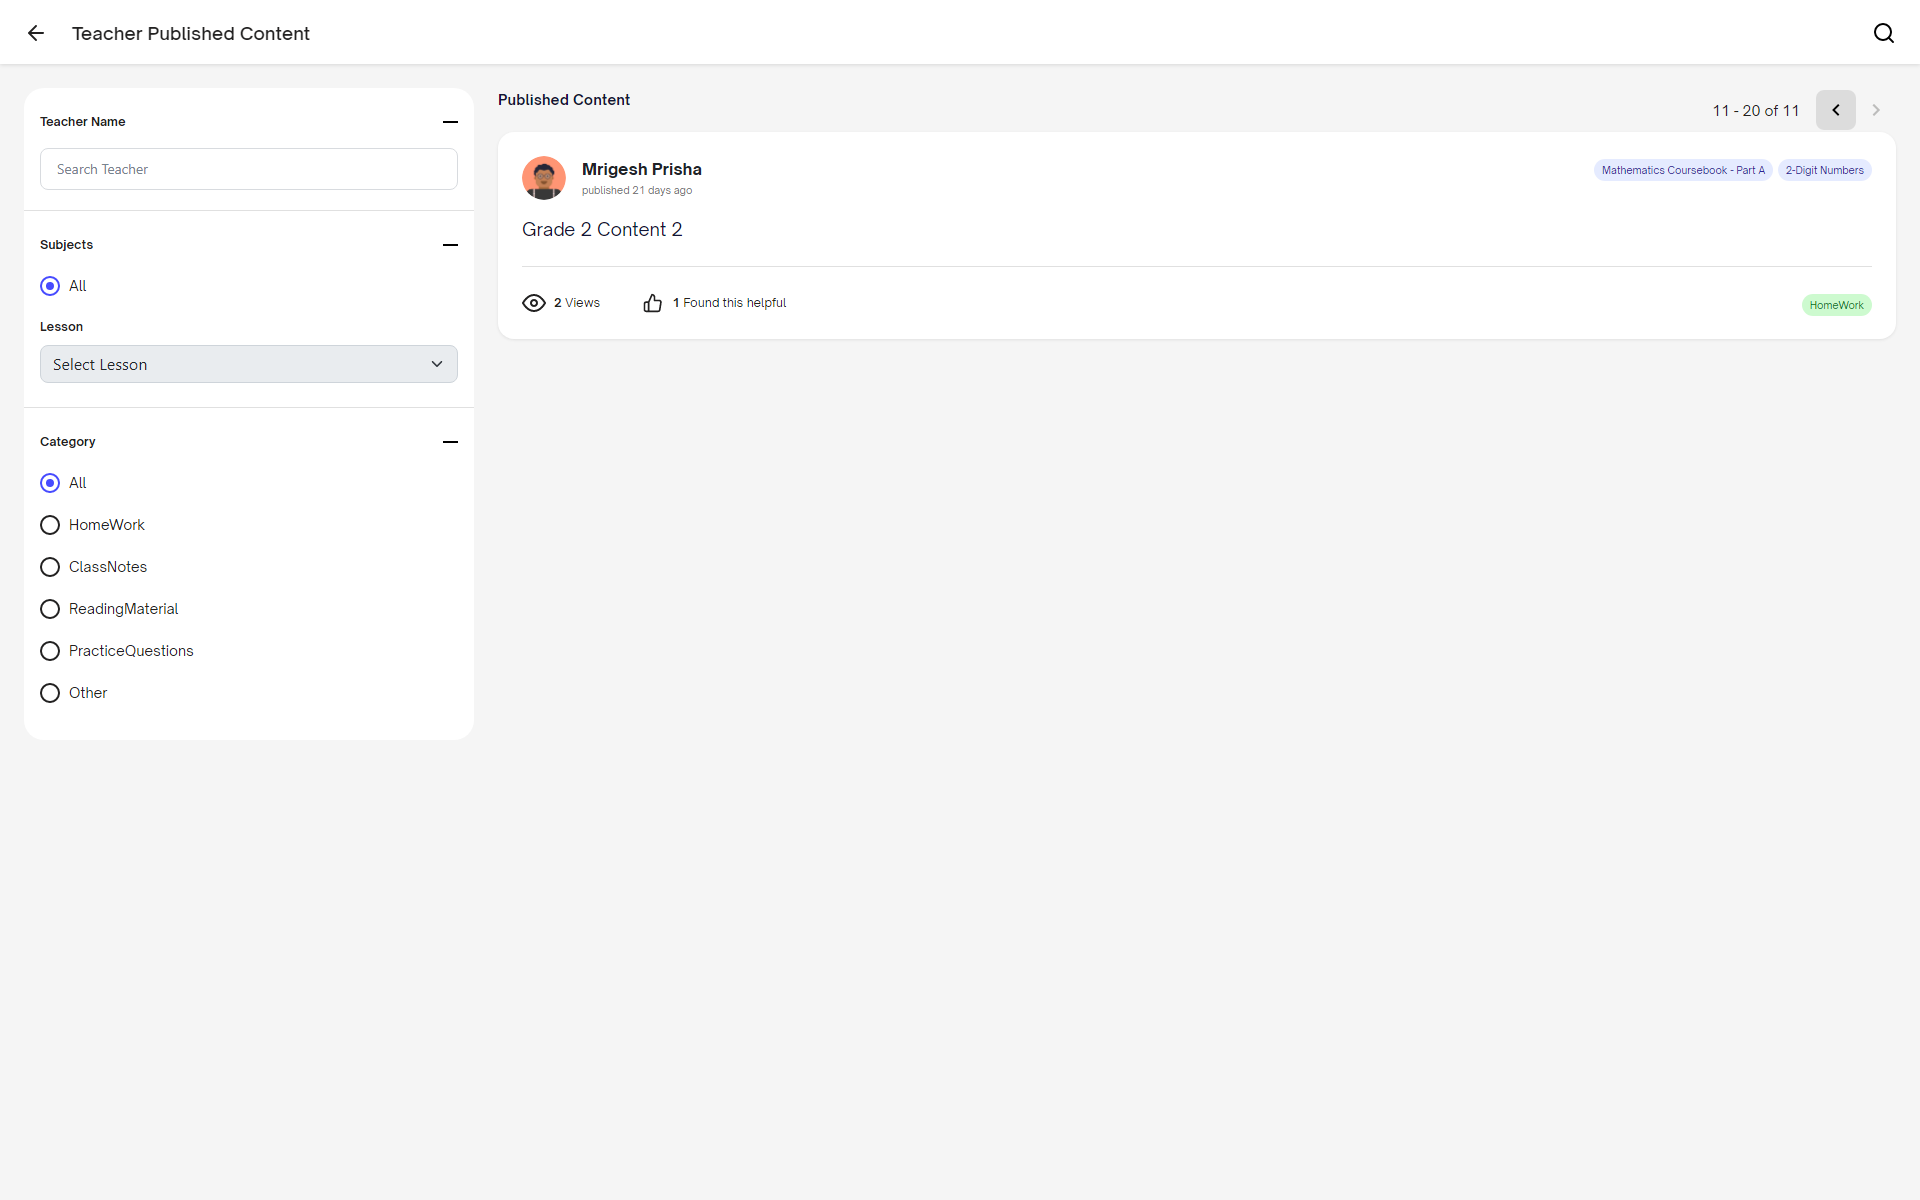 Teacher Published Content
Teacher Name
Search Teacher
Subjects
All
Lesson
Select Lesson
Category
All
HomeWork
ClassNotes
ReadingMaterial
PracticeQuestions
Other
Published Content
11 - 20 of 11
Mrigesh Prisha
published 21 days ago
Mathematics Coursebook - Part A
2-Digit Numbers
Grade 2 Content 2
2 Views
1 Found this helpful
HomeWork